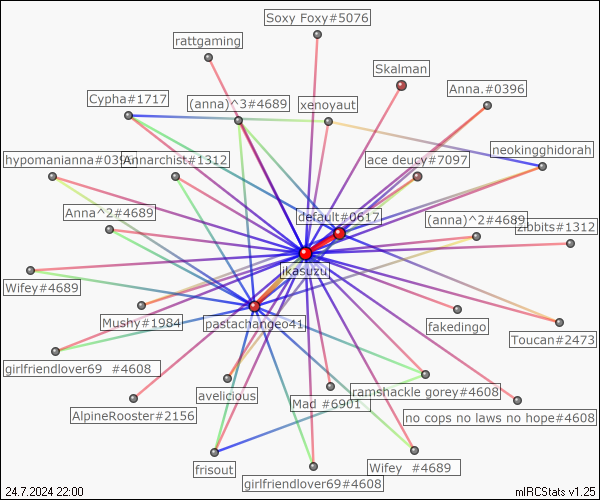 Soxy Foxy#5076
rattgaming
Skalman
Anna.#0396
Cypha#1717
(anna)^3#4689
xenoyaut
neokingghidorah
hypomanianna#039
Annarchist#1312
ace deucy#7097
Anna^2#4689
default#0617
(anna)^2#4689
Zibbits#1312
ikasuzu
Wifey#4689
Mushy#1984
pastachange041
fakedingo
Toucan#2473
girlfriendlover69 #4608
avelicious
Mad #6901
ramshackle gorey#4608
AlpineRooster#2156
no cops no laws no hope#4608
frisout
girlfriendlover69#4608
Wifey #4689
24.7.2024 22:00
mIRCStats v1.25